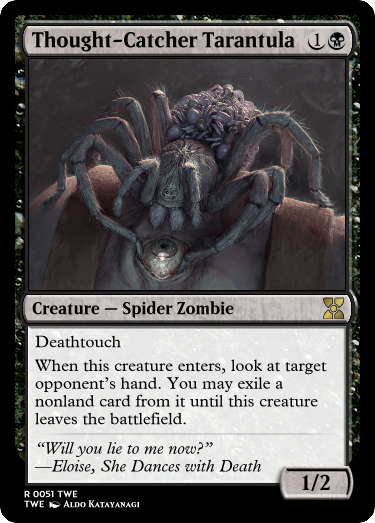 Thought-Catcher Tarantula 1
Creature — Spider Zombie
Deathtouch
When this creature enters, look at target
opponent's hand. You may exile a
nonland card from it until this creature
leaves the battlefield.
"Will you lie to me now?"
—Eloise, She Dances with Death
1/2
R 0051 TWE
TWE Aldo Katayanagi